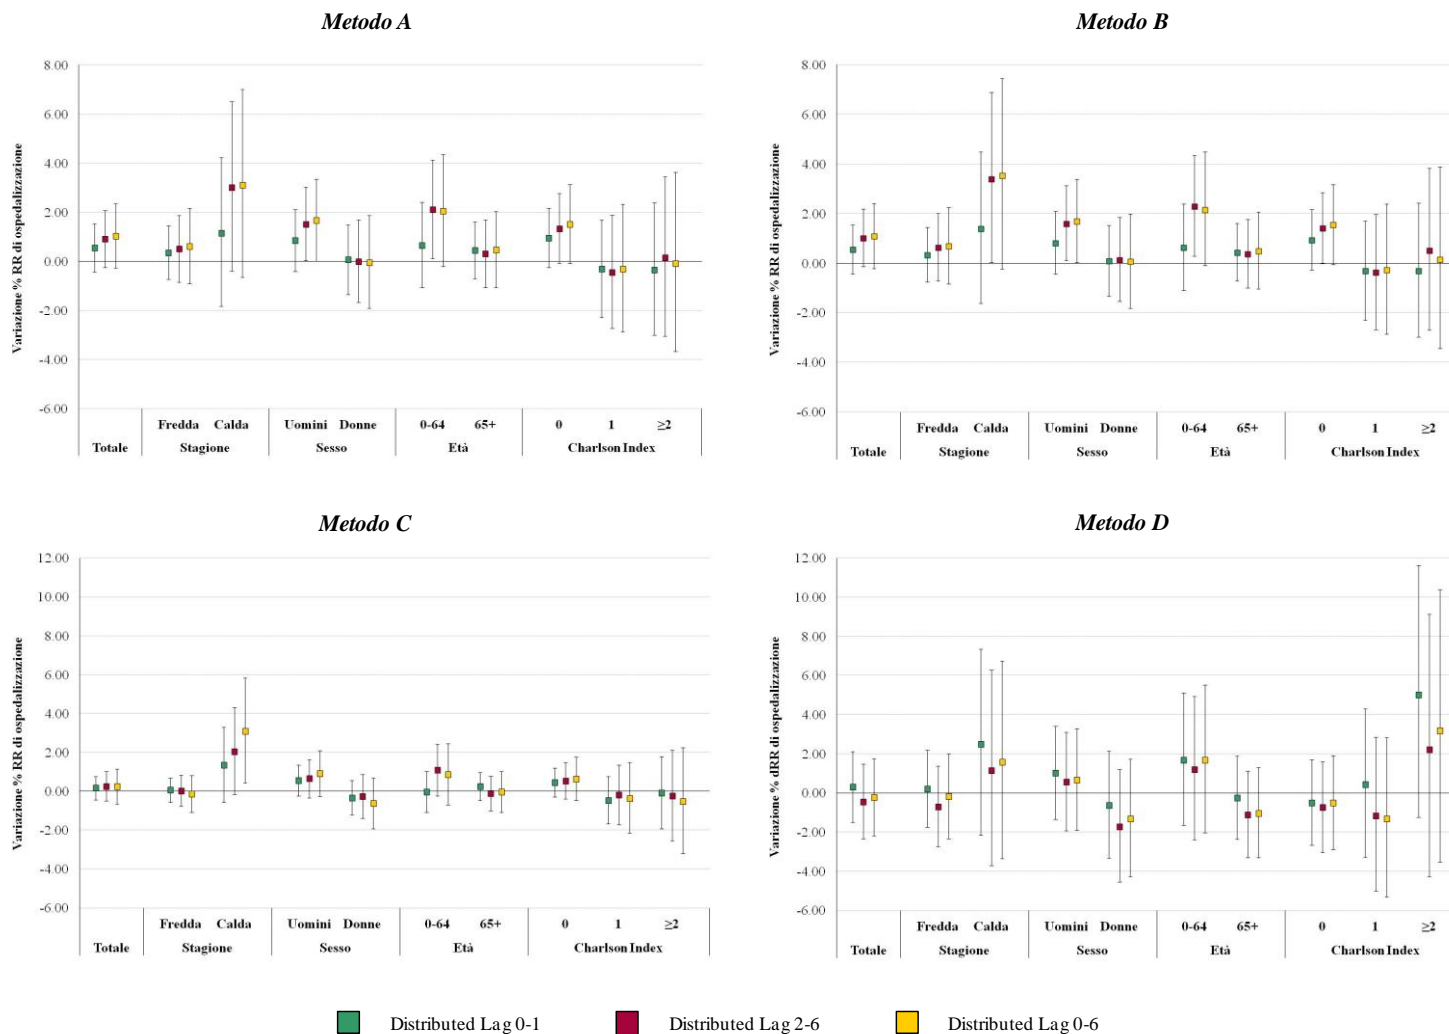 Metodo A
Variazione % RR di ospedalizzazione
8.00
6.00
4.00
2.00
0.00
-2.00
-4.00
-6.00
Fredda Calda Uomini Donne 0-64 65+ 0 1 ≥2
Totale Stagione Sesso Età Charlson Index
Metodo B
Variazione % RR di ospedalizzazione
8.00
6.00
4.00
2.00
0.00
-2.00
-4.00
-6.00
Fredda Calda Uomini Donne 0-64 65+ 0 1 ≥2
Totale Stagione Sesso Età Charlson Index
Metodo C
Variazione % RR di ospedalizzazione
12.00
10.00
8.00
6.00
4.00
2.00
0.00
-2.00
-4.00
-6.00
Fredda Calda Uomini Donne 0-64 65+ 0 1 ≥2
Totale Stagione Sesso Età Charlson Index
Metodo D
Variazione % dRR di ospedalizzazione
12.00
10.00
8.00
6.00
4.00
2.00
0.00
-2.00
-4.00
-6.00
Fredda Calda Uomini Donne 0-64 65+ 0 1 ≥2
Totale Stagione Sesso Età Charlson Index
Distributed Lag 0-1 Distributed Lag 2-6 Distributed Lag 0-6